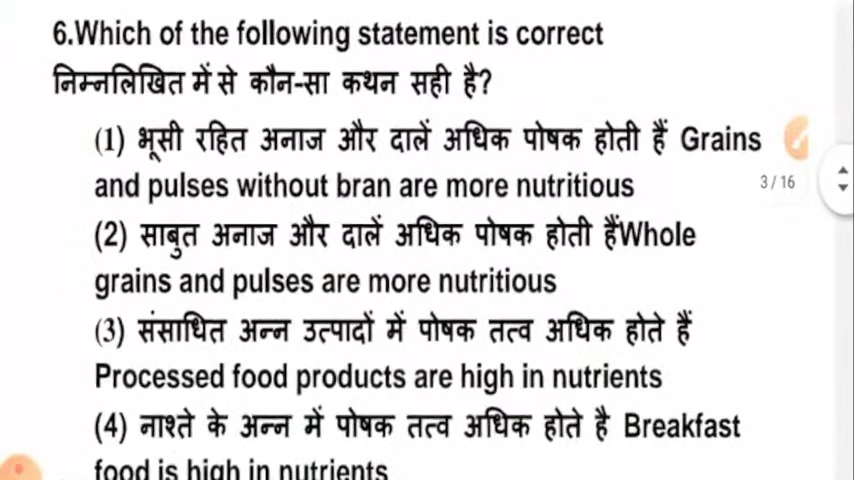 6.Which of the following statement is correct
निम्नलिखित में से कौन-सा कथन सही है?
(1) भूसी रहित अनाज और दालें अधिक पोषक होती हैं Grains
and pulses without bran are more nutritious
3 / 16
(2) साबुत अनाज और दालें अधिक पोषक होती हैंWhole
grains and pulses are more nutritious
(3) संसाधित अन्न उत्पादों में पोषक तत्व अधिक होते हैं
Processed food products are high in nutrients
(4) नाश्ते के अन्न में पोषक तत्व अधिक होते है Breakfast
food is high in nutrients